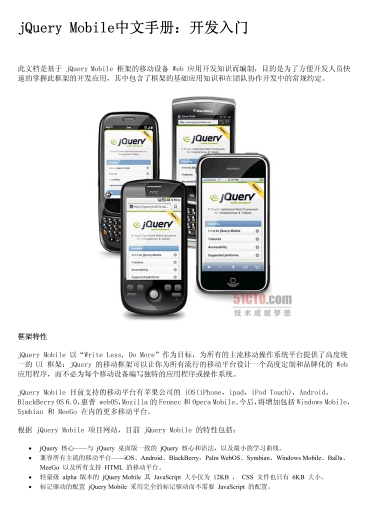 jQuery Mobile中文手册：开发入门
此文档是基于 jQuery Mobile 框架的移动设备 Web 应用开发知识而编制，目的是为了方便开发人员快
速的掌握此框架的开发应用，其中包含了框架的基础应用知识和在团队协作开发中的常规约定。
jQuery
jQuery
jQuery
jQuery
51CTO.com
技术成就梦想
框架特性
jQuery Mobile 以“Write Less, Do More”作为目标，为所有的主流移动操作系统平台提供了高度统
一的 UI 框架：jQuery 的移动框架可以让你为所有流行的移动平台设计一个高度定制和品牌化的 Web
应用程序，而不必为每个移动设备编写独特的应用程序或操作系统。
jQuery Mobile 目前支持的移动平台有苹果公司的 iOS(iPhone, ipad, iPod Touch), Android,
BlackBerry OS 6.0,惠普 webOS,Mozilla的Fennec和Opera Mobile。今后,将增加包括Windows Mobile,
Symbian 和 MeeGo 在内的更多移动平台。
根据 jQuery Mobile 项目网站，目前 jQuery Mobile 的特性包括：
• jQuery 核心——与 jQuery 桌面版一致的 jQuery 核心和语法，以及最小的学习曲线。
• 兼容所有主流的移动平台——iOS、Android、BlackBerry、Palm WebOS、Symbian、Windows Mobile、BaDa、
MeeGo 以及所有支持 HTML 的移动平台。
• 轻量级 alpha 版本的 jQuery Mobile 其 JavaScript 大小仅为 12KB ， CSS 文件也只有 6KB 大小。
• 标记驱动的配置 jQuery Mobile 采用完全的标记驱动而不需要 JavaScript 的配置。